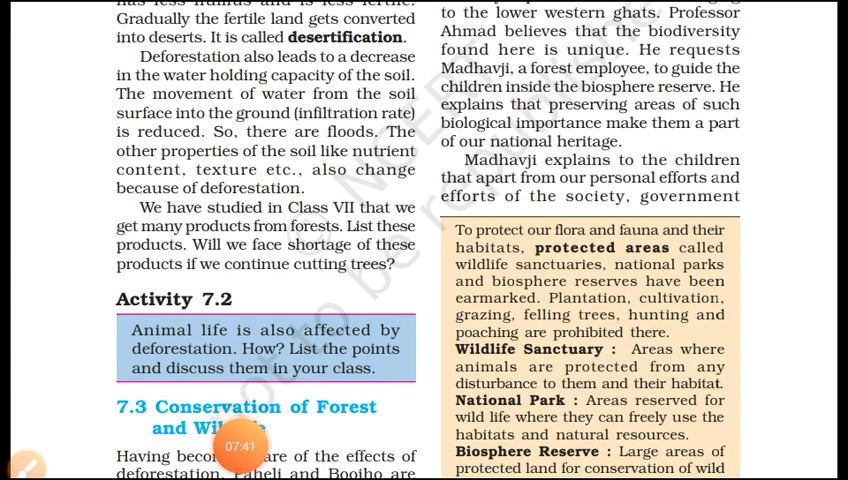 has less humus and is less fertile.
Gradually the fertile land gets converted
into deserts. It is called desertification.
Deforestation also leads to a decrease
in the water holding capacity of the soil.
The movement of water from the soil
surface into the ground (infiltration rate)
is reduced. So, there are floods. The
other properties of the soil like nutrient
content, texture etc., also change
because of deforestation.
We have studied in Class VII that we
get many products from forests. List these
products. Will we face shortage of these
products if we continue cutting trees?
Activity 7.2
Animal life is also affected by
deforestation. How? List the points
and discuss them in your class.
7.3 Conservation of Forest
and
07:41
Having are of the effects of
deforestation, Paheli and Boojho are
to the lower western ghats. Professor
Ahmad believes that the biodiversity
found here is unique. He requests
Madhavji, a forest employee, to guide the
children inside the biosphere reserve. He
explains that preserving areas of such
biological importance make them a part
of our national heritage.
Madhavji explains to the children
that apart from our personal efforts and
efforts of the society, government
To protect our flora and fauna and their
habitats, protected areas called
wildlife sanctuaries, national parks
and biosphere reserves have been
earmarked. Plantation, cultivation,
grazing, felling trees, hunting and
poaching are prohibited there.
Wildlife Sanctuary : Areas where
animals are protected from any
disturbance to them and their habitat.
National Park : Areas reserved for
wild life where they can freely use the
habitats and natural resources.
Biosphere Reserve : Large areas of
protected land for conservation of wild
© NCERT
not to be republished